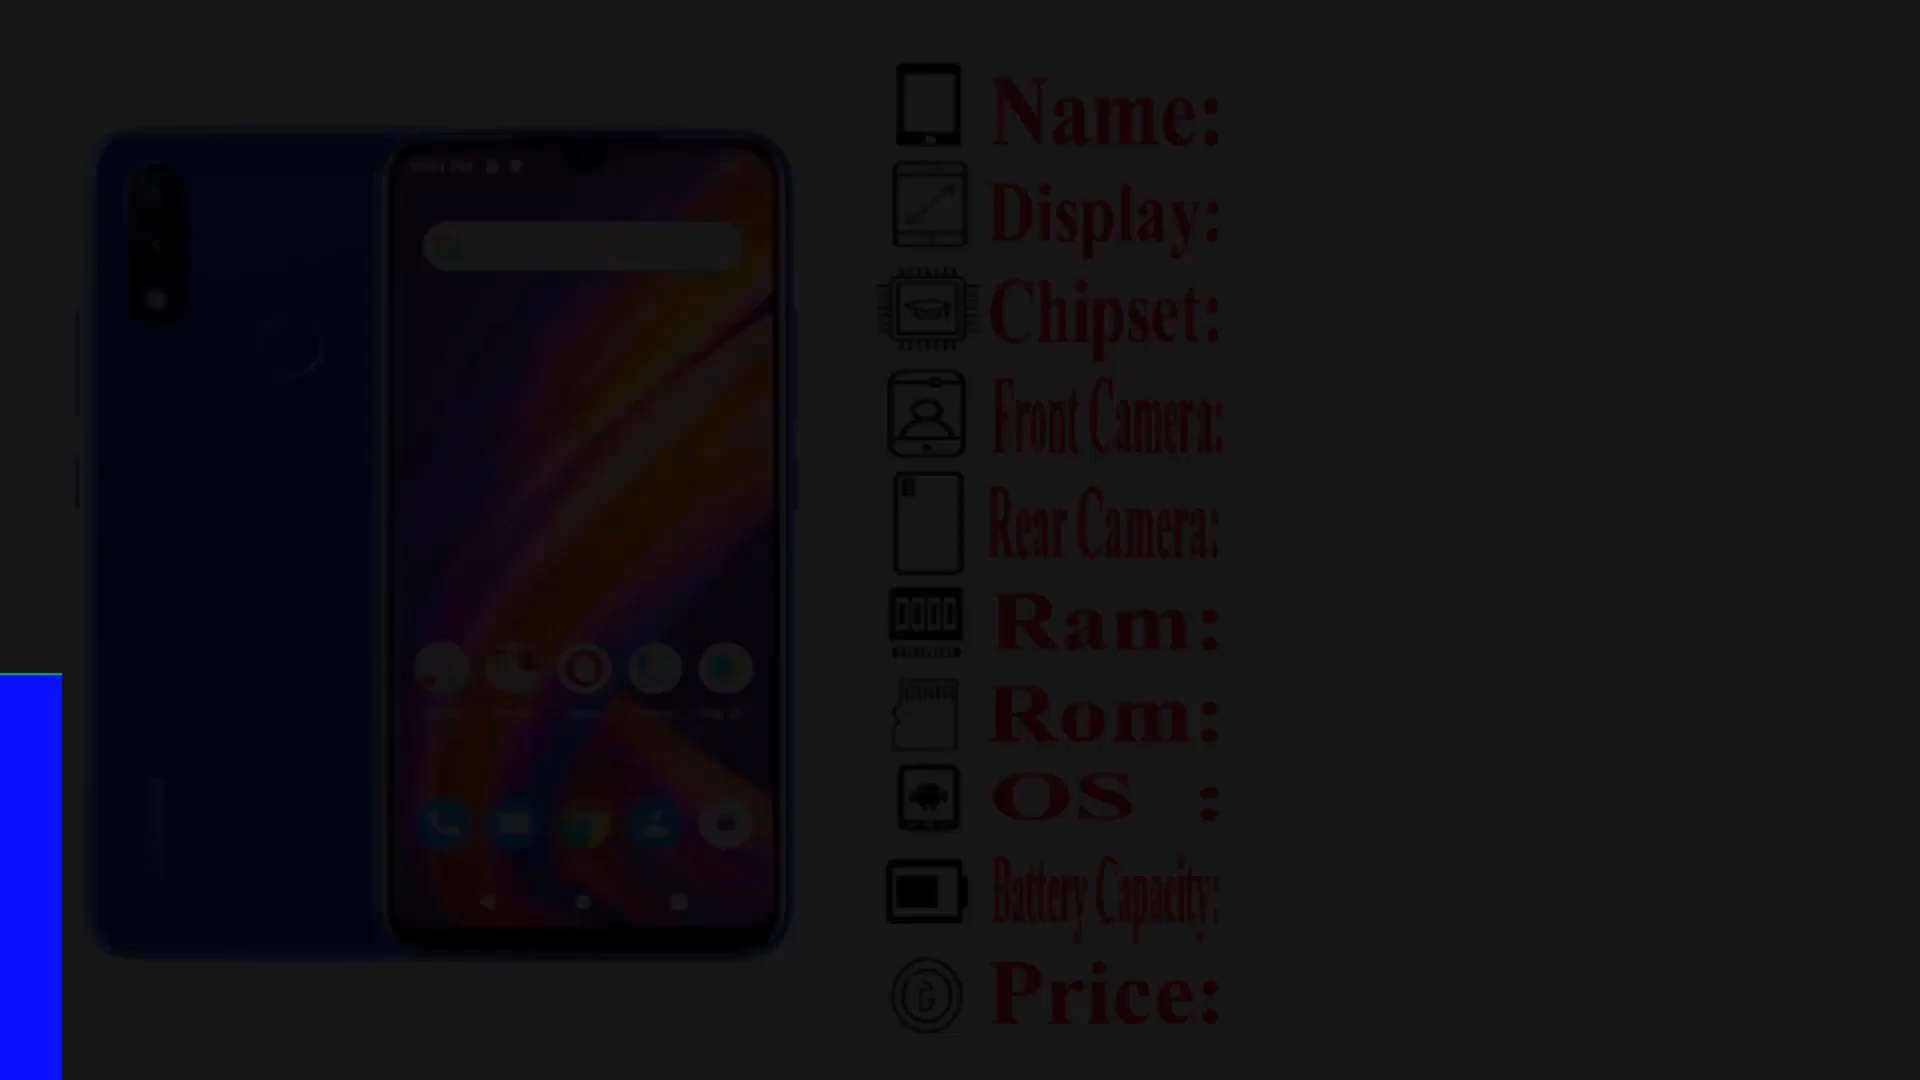 Name:
Display:
Chipset:
Front Camera:
Rear Camera:
Ram:
Rom:
OS :
Battery Capacity:
Price: